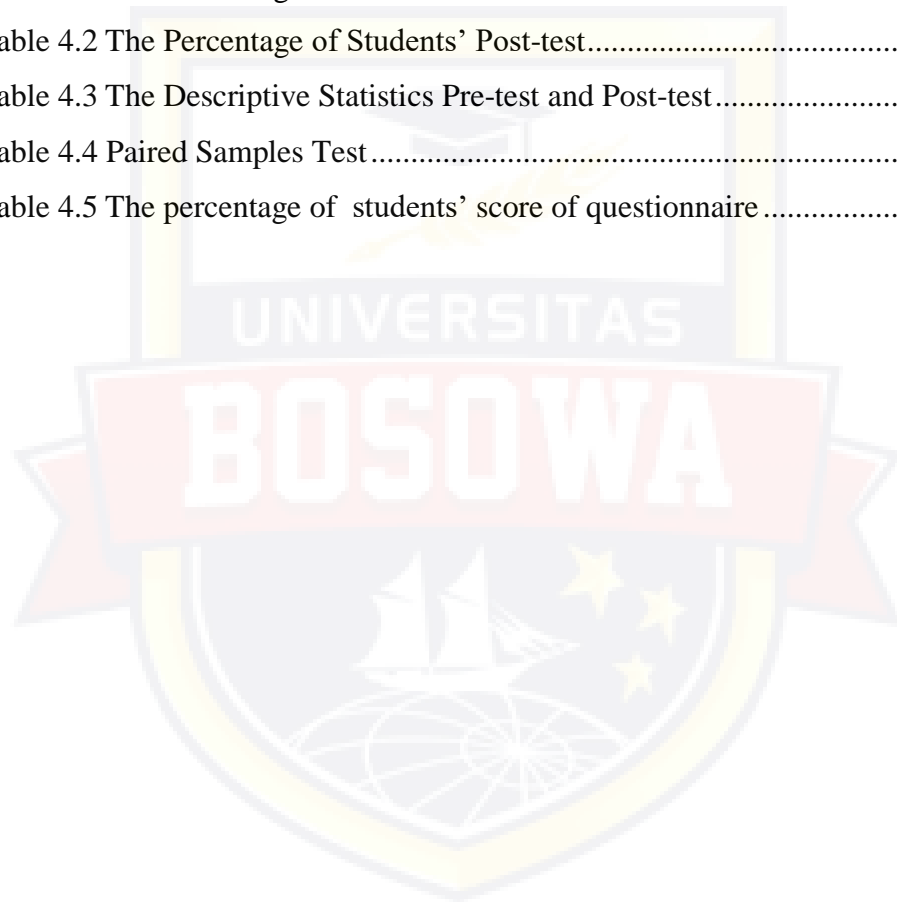 able 4.2 The Percentage of Students’ Post-test.......................................
able 4.3 The Descriptive Statistics Pre-test and Post-test.......................
able 4.4 Paired Samples Test..................................................................
able 4.5 The percentage of  students’ score of questionnaire.................
UNIVERSITAS
BOSOWA